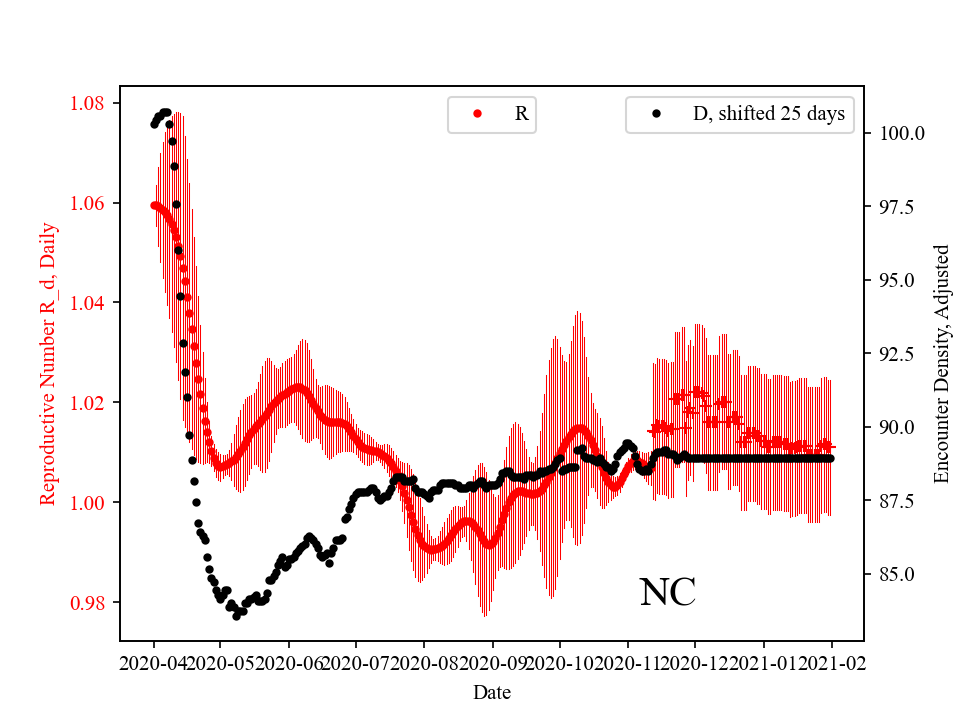 R
D, shifted 25 days
1.08
1.06
1.04
1.02
1.00
0.98
Reproductive Number R_d, Daily
100.0
97.5
95.0
92.5
90.0
87.5
85.0
Encounter Density, Adjusted
NC
2020-04 2020-05 2020-06 2020-07 2020-08 2020-09 2020-10 2020-11 2020-12 2021-01 2021-02
Date